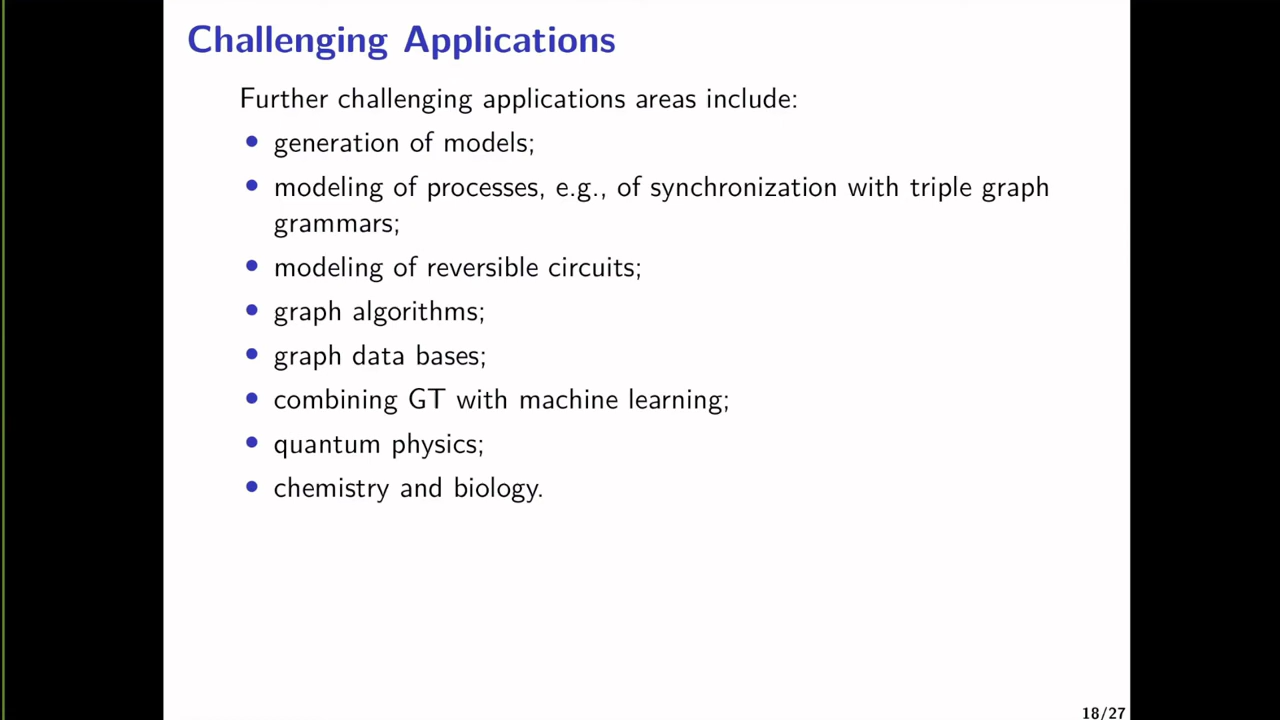 Challenging Applications
Further challenging applications areas include:
• generation of models;
• modeling of processes, e.g., of synchronization with triple graph
grammars;
• modeling of reversible circuits;
• graph algorithms;
• graph data bases;
• combining GT with machine learning;
• quantum physics;
• chemistry and biology.
18/27